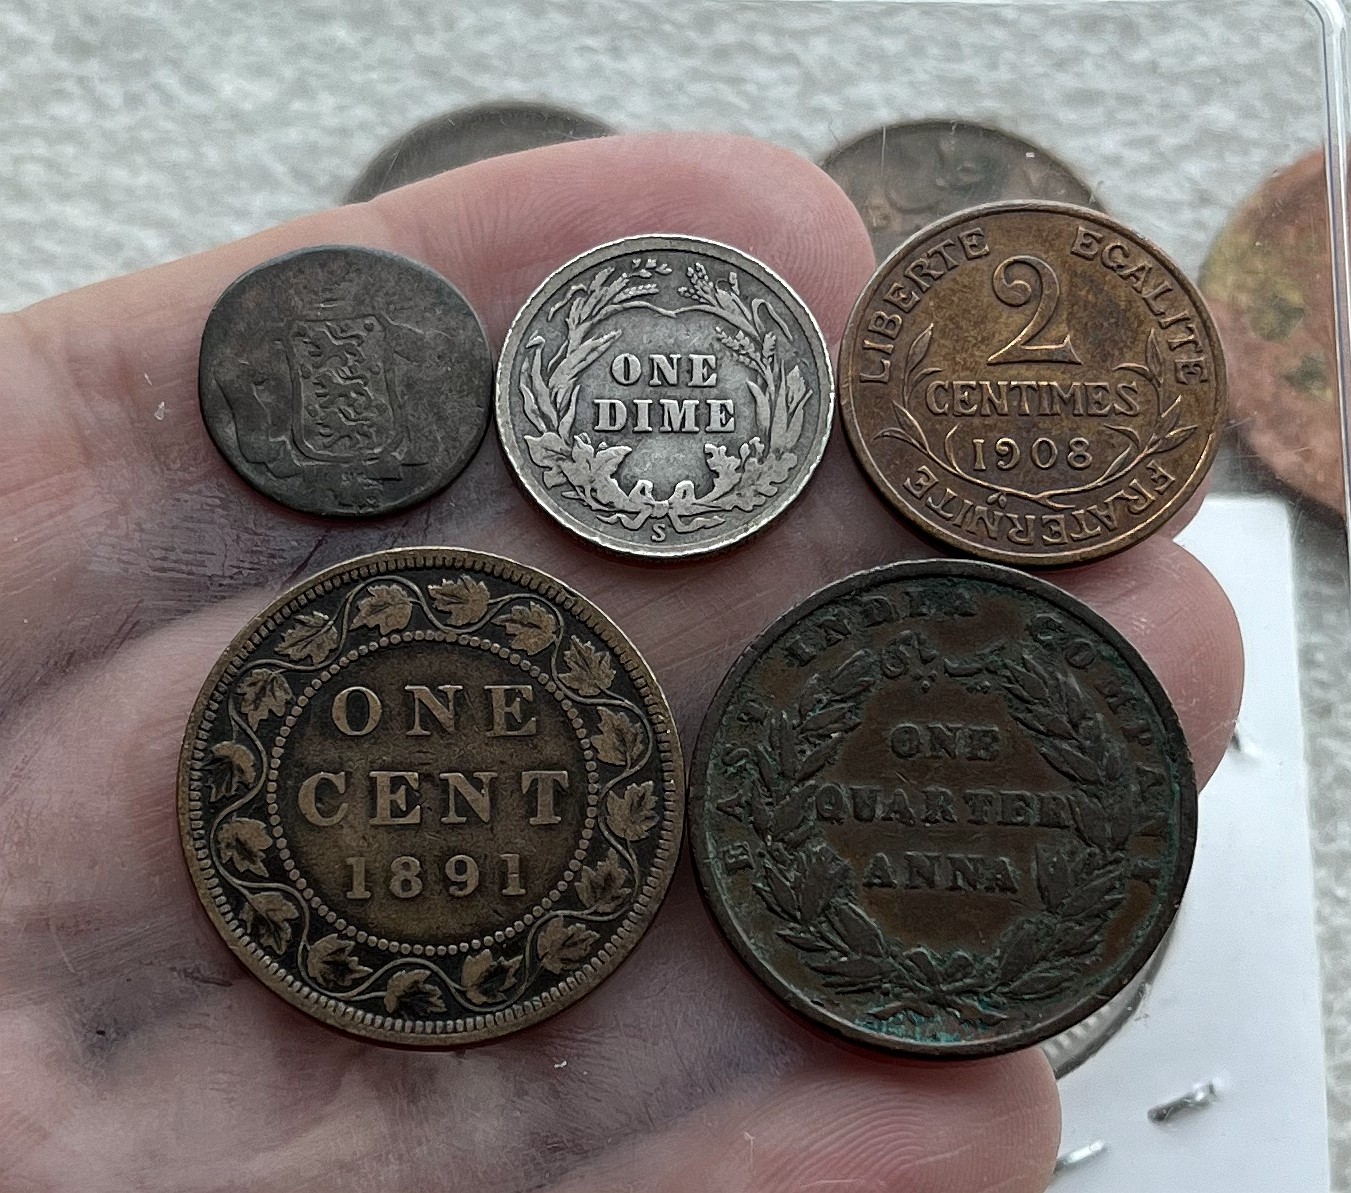 ONE
DIME
S
LIBERTE EGALITE FRATERNITE
2
CENTIMES
1908
ONE
CENT
1891
EAST INDIA COMPANY
ONE
QUARTER
ANNA